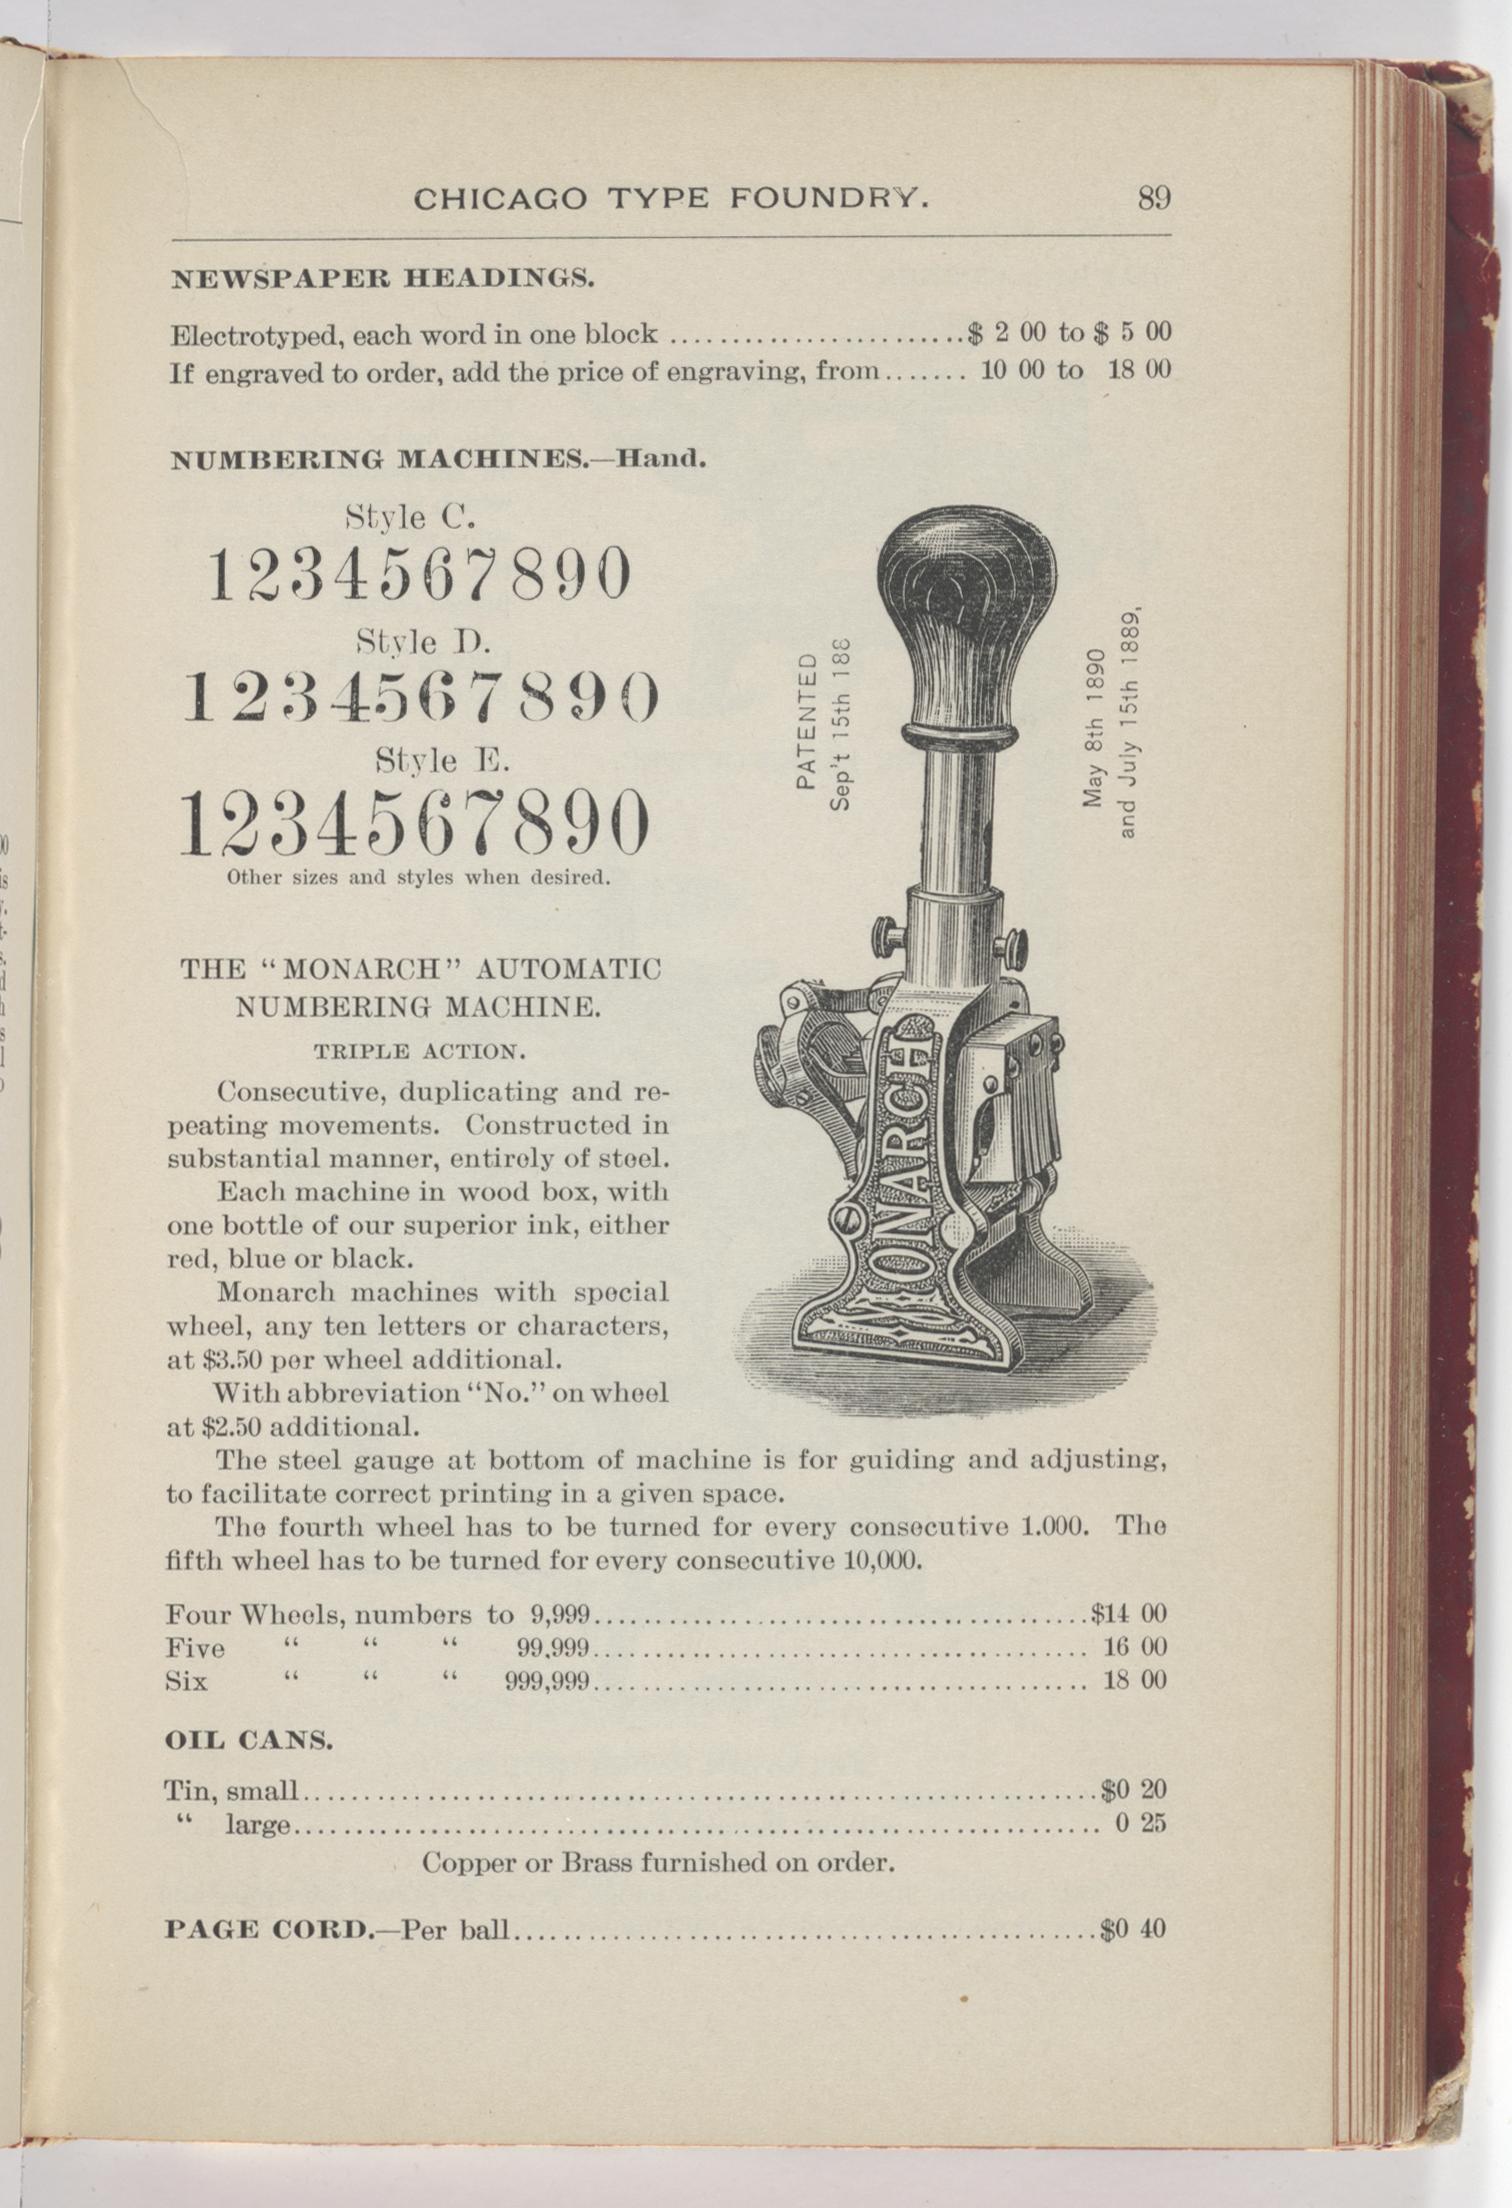 CHICAGO TYPE FOUNDRY. 89
NEWSPAPER HEADINGS.
Electrotyped, each word in one block ........................$ 2 00 to $ 5 00
If engraved to order, add the price of engraving, from....... 10 00 to 18 00
NUMBERING MACHINES.—Hand.
Style C.
1234567890
Style D.
1234567890
Style E.
1234567890
Other sizes and styles when desired.
PATENTED
Sep't 15th 188
May 8th 1890
and July 15th 1889,
MONARCH
THE “MONARCH” AUTOMATIC
NUMBERING MACHINE.
TRIPLE ACTION.
Consecutive, duplicating and re-
peating movements. Constructed in
substantial manner, entirely of steel.
Each machine in wood box, with
one bottle of our superior ink, either
red, blue or black.
Monarch machines with special
wheel, any ten letters or characters,
at $3.50 per wheel additional.
With abbreviation “No.” on wheel
at $2.50 additional.
The steel gauge at bottom of machine is for guiding and adjusting,
to facilitate correct printing in a given space.
The fourth wheel has to be turned for every consecutive 1.000. The
fifth wheel has to be turned for every consecutive 10,000.
Four Wheels, numbers to 9,999.......................................$14 00
Five “ “ “ 99,999....................................... 16 00
Six “ “ “ 999,999....................................... 18 00
OIL CANS.
Tin, small...............................................................$0 20
“ large................................................................ 0 25
Copper or Brass furnished on order.
PAGE CORD.—Per ball..............................................$0 40